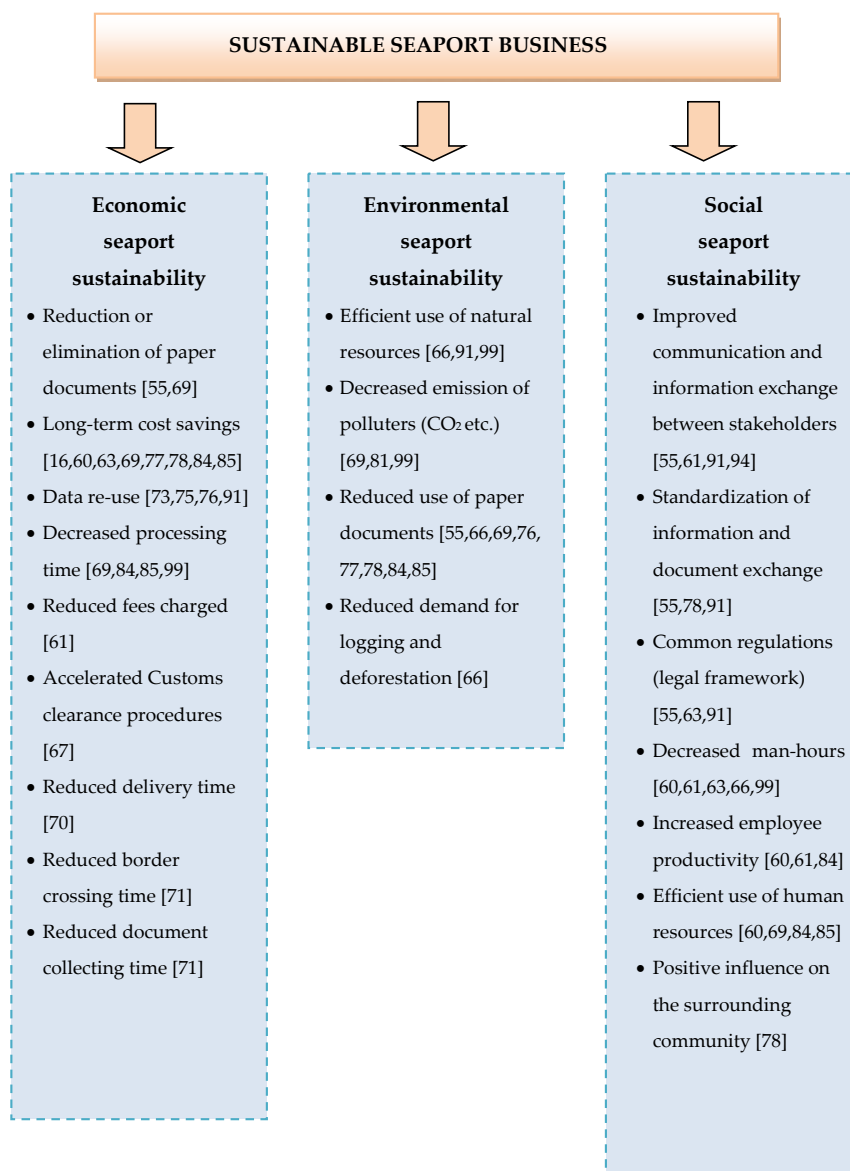 SUSTAINABLE SEAPORT BUSINESS
Economic
seaport
sustainability
• Reduction or
elimination of paper
documents [55,69]
• Long-term cost savings
[16,60,63,69,77,78,84,85]
• Data re-use [73,75,76,91]
• Decreased processing
time [69,84,85,99]
• Reduced fees charged
[61]
• Accelerated Customs
clearance procedures
[67]
• Reduced delivery time
[70]
• Reduced border
crossing time [71]
• Reduced document
collecting time [71]
Environmental
seaport
sustainability
• Efficient use of natural
resources [66,91,99]
• Decreased emission of
polluters (CO₂ etc.)
[69,81,99]
• Reduced use of paper
documents [55,66,69,76,
77,78,84,85]
• Reduced demand for
logging and
deforestation [66]
Social
seaport
sustainability
• Improved
communication and
information exchange
between stakeholders
[55,61,91,94]
• Standardization of
information and
document exchange
[55,78,91]
• Common regulations
(legal framework)
[55,63,91]
• Decreased man-hours
[60,61,63,66,99]
• Increased employee
productivity [60,61,84]
• Efficient use of human
resources [60,69,84,85]
• Positive influence on
the surrounding
community [78]